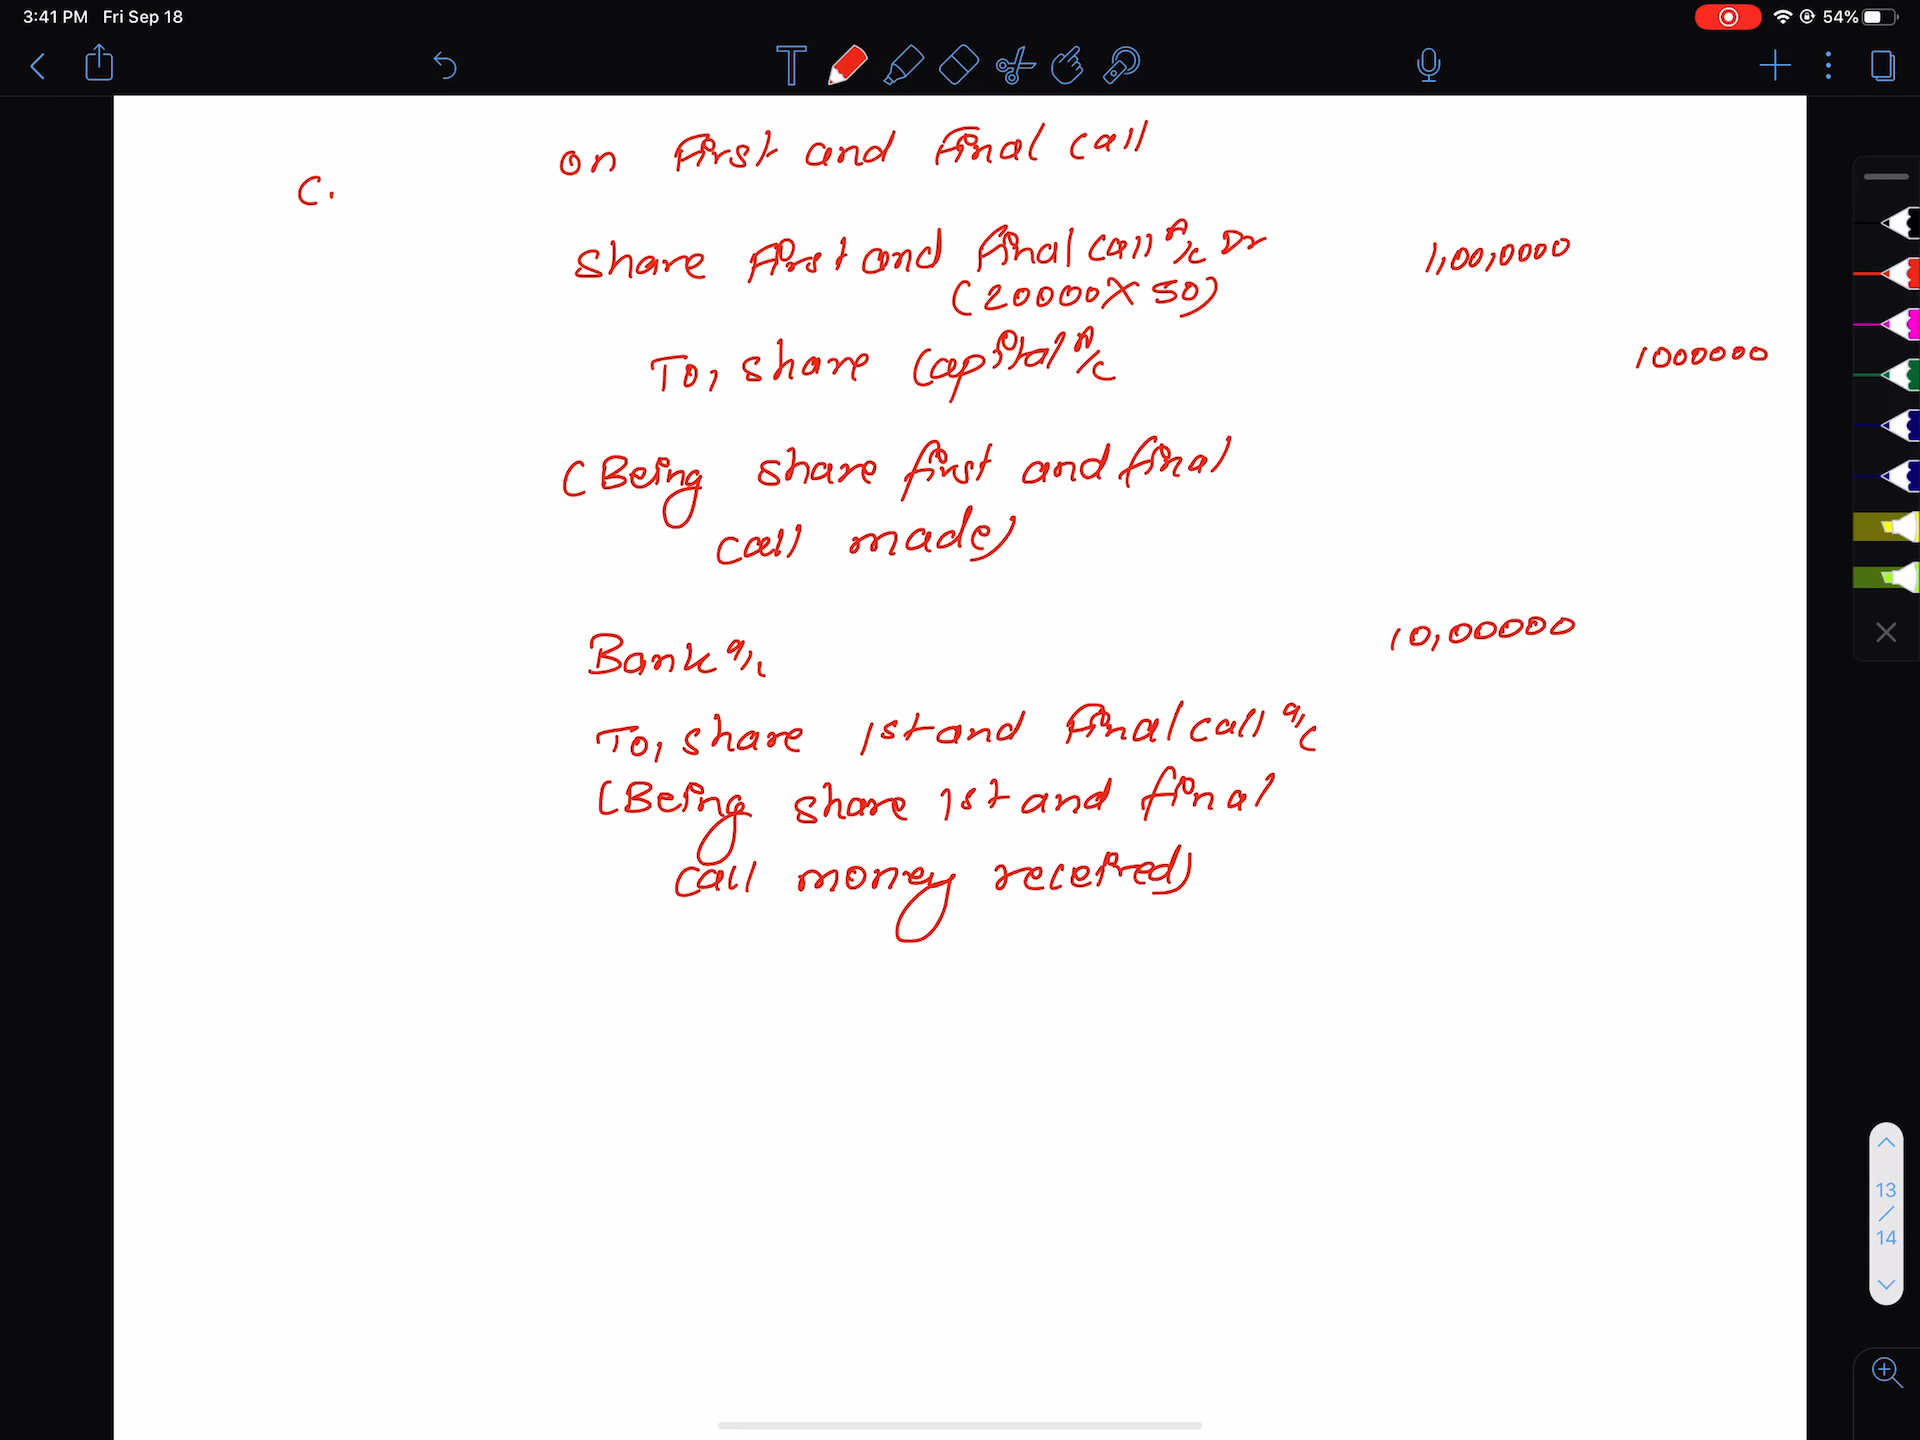 3:41 PM Fri Sep 18 54%
on First and Final call
C.
Share First and Final call A/c Dr 1,00,0000
(20000 X 50)
To, share Capital A/c 1000000
(Being share first and final
call made)
Bank a/c 10,00000
To, share 1st and Final call a/c
(Being share 1st and final
call money received)
13
/
14